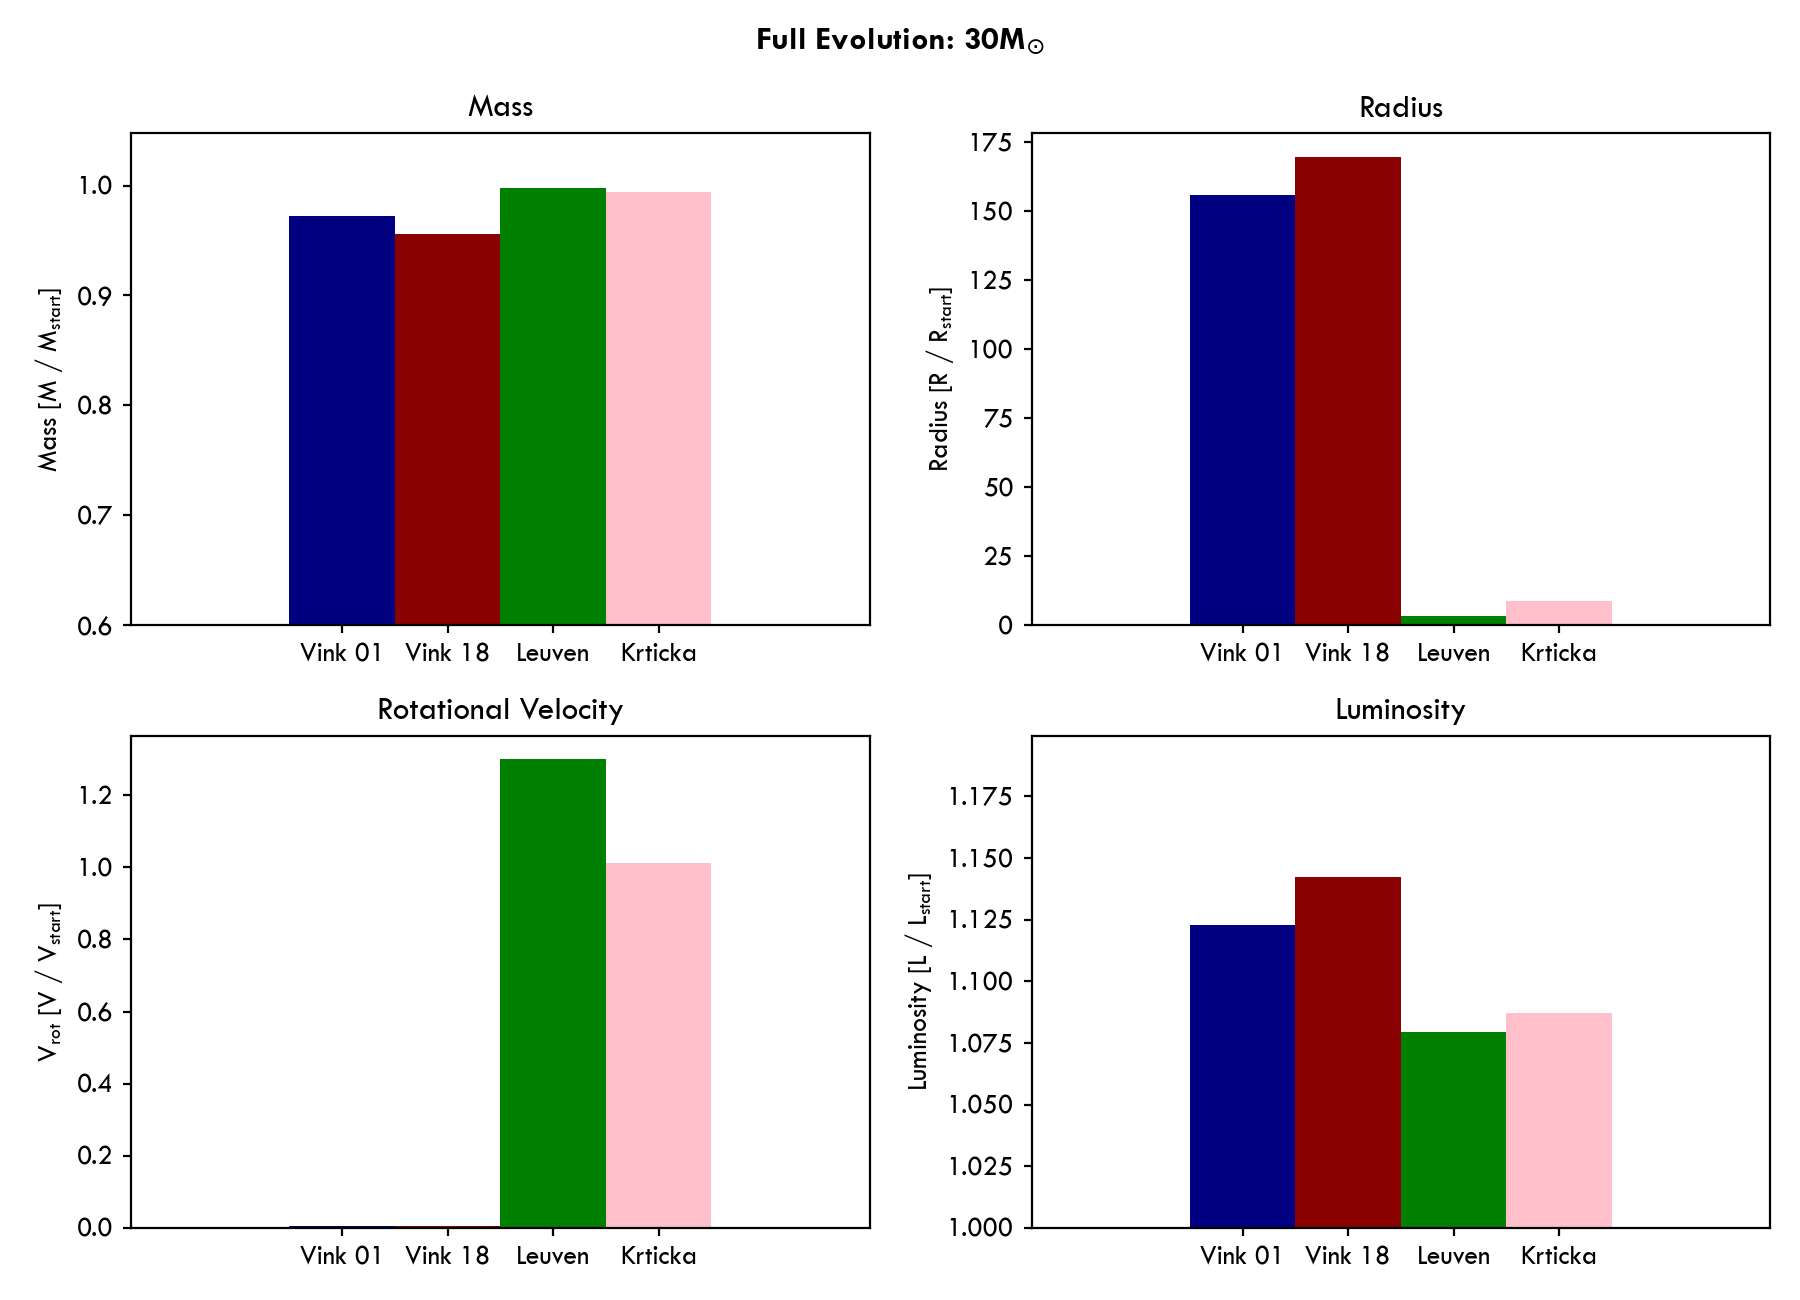 Full Evolution: 30M⊙
Mass
Mass [M / Mstart]
1.0
0.9
0.8
0.7
0.6
Vink 01 Vink 18 Leuven Krticka
Radius
Radius [R / Rstart]
175
150
125
100
75
50
25
0
Vink 01 Vink 18 Leuven Krticka
Rotational Velocity
Vrot [V / Vstart]
1.2
1.0
0.8
0.6
0.4
0.2
0.0
Vink 01 Vink 18 Leuven Krticka
Luminosity
Luminosity [L / Lstart]
1.175
1.150
1.125
1.100
1.075
1.050
1.025
1.000
Vink 01 Vink 18 Leuven Krticka